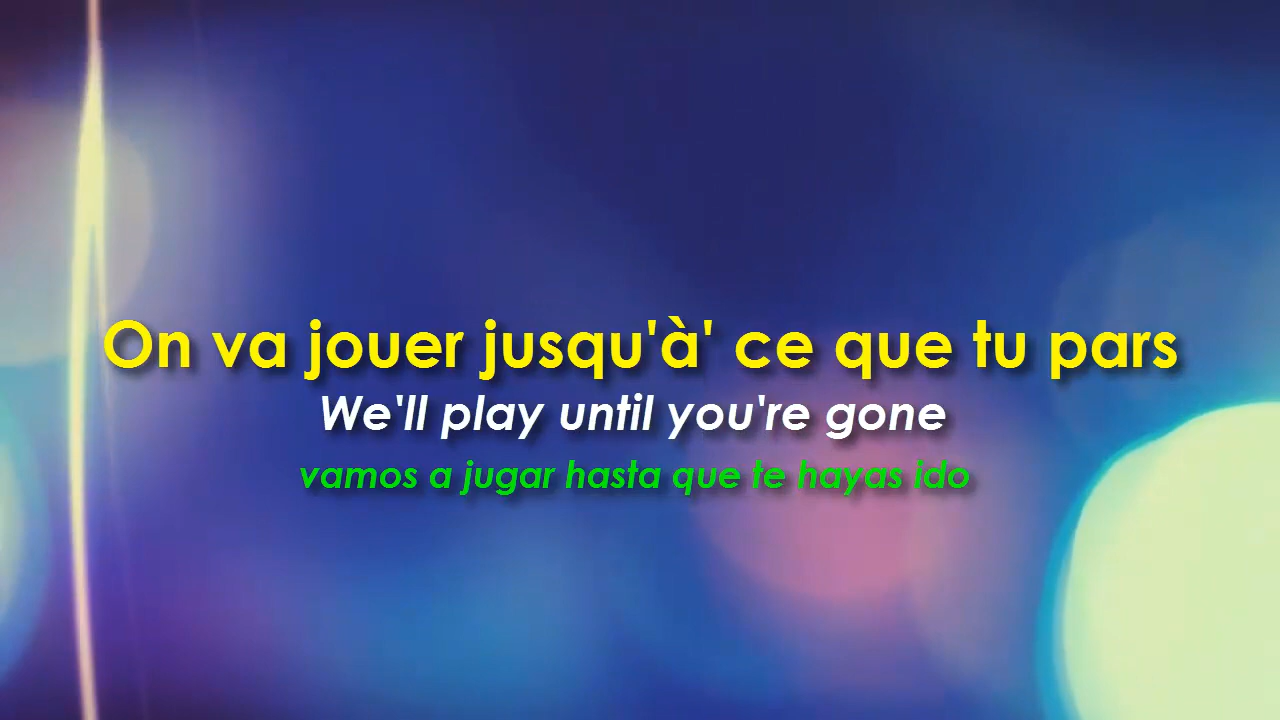 On va jouer jusqu'à' ce que tu pars
We'll play until you're gone
vamos a jugar hasta que te hayas ido